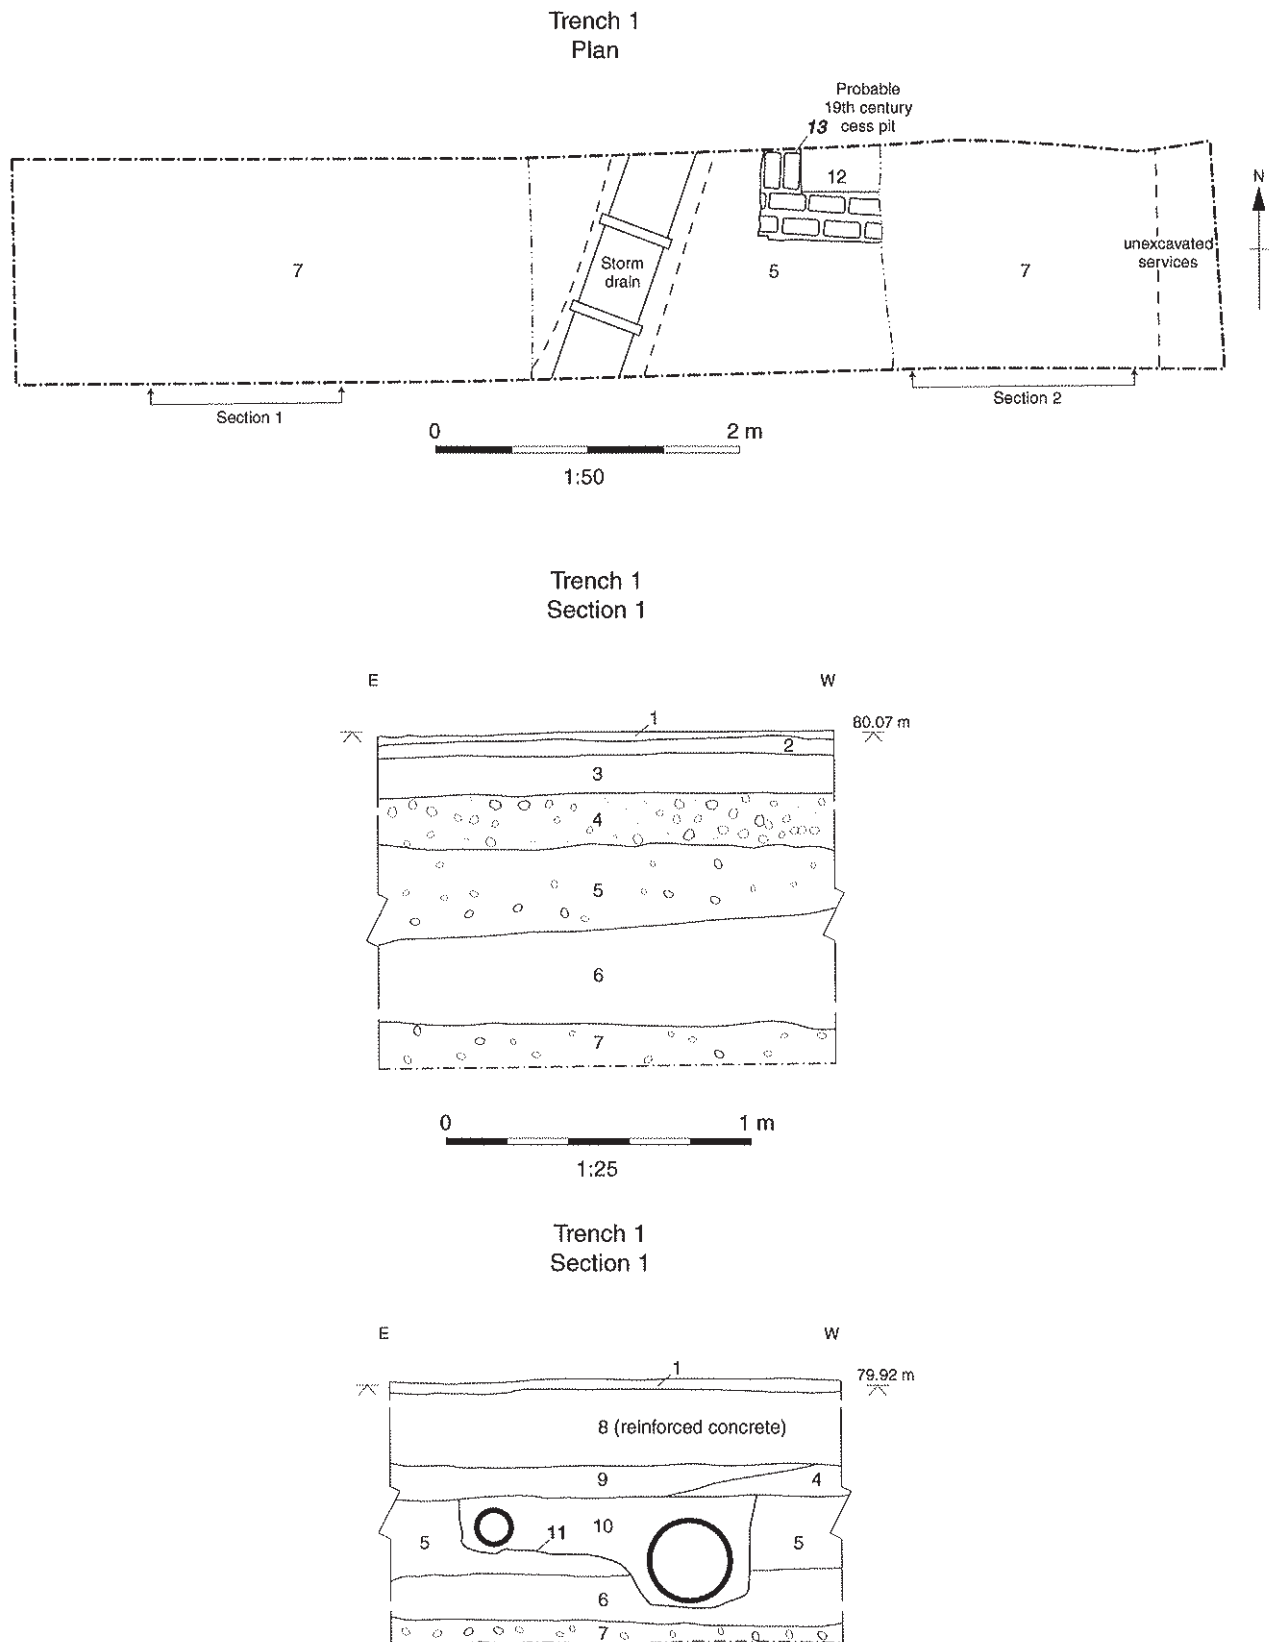 Trench 1
Plan
Probable
19th century
13 cess pit
12
N
7
Storm
drain
5
7
unexcavated
services
Section 1
Section 2
0 2 m
1:50
Trench 1
Section 1
E W
1
80.07 m
2
3
4
5
6
7
0 1 m
1:25
Trench 1
Section 1
E W
1
79.92 m
8 (reinforced concrete)
9 4
10
11
5 5
6
7